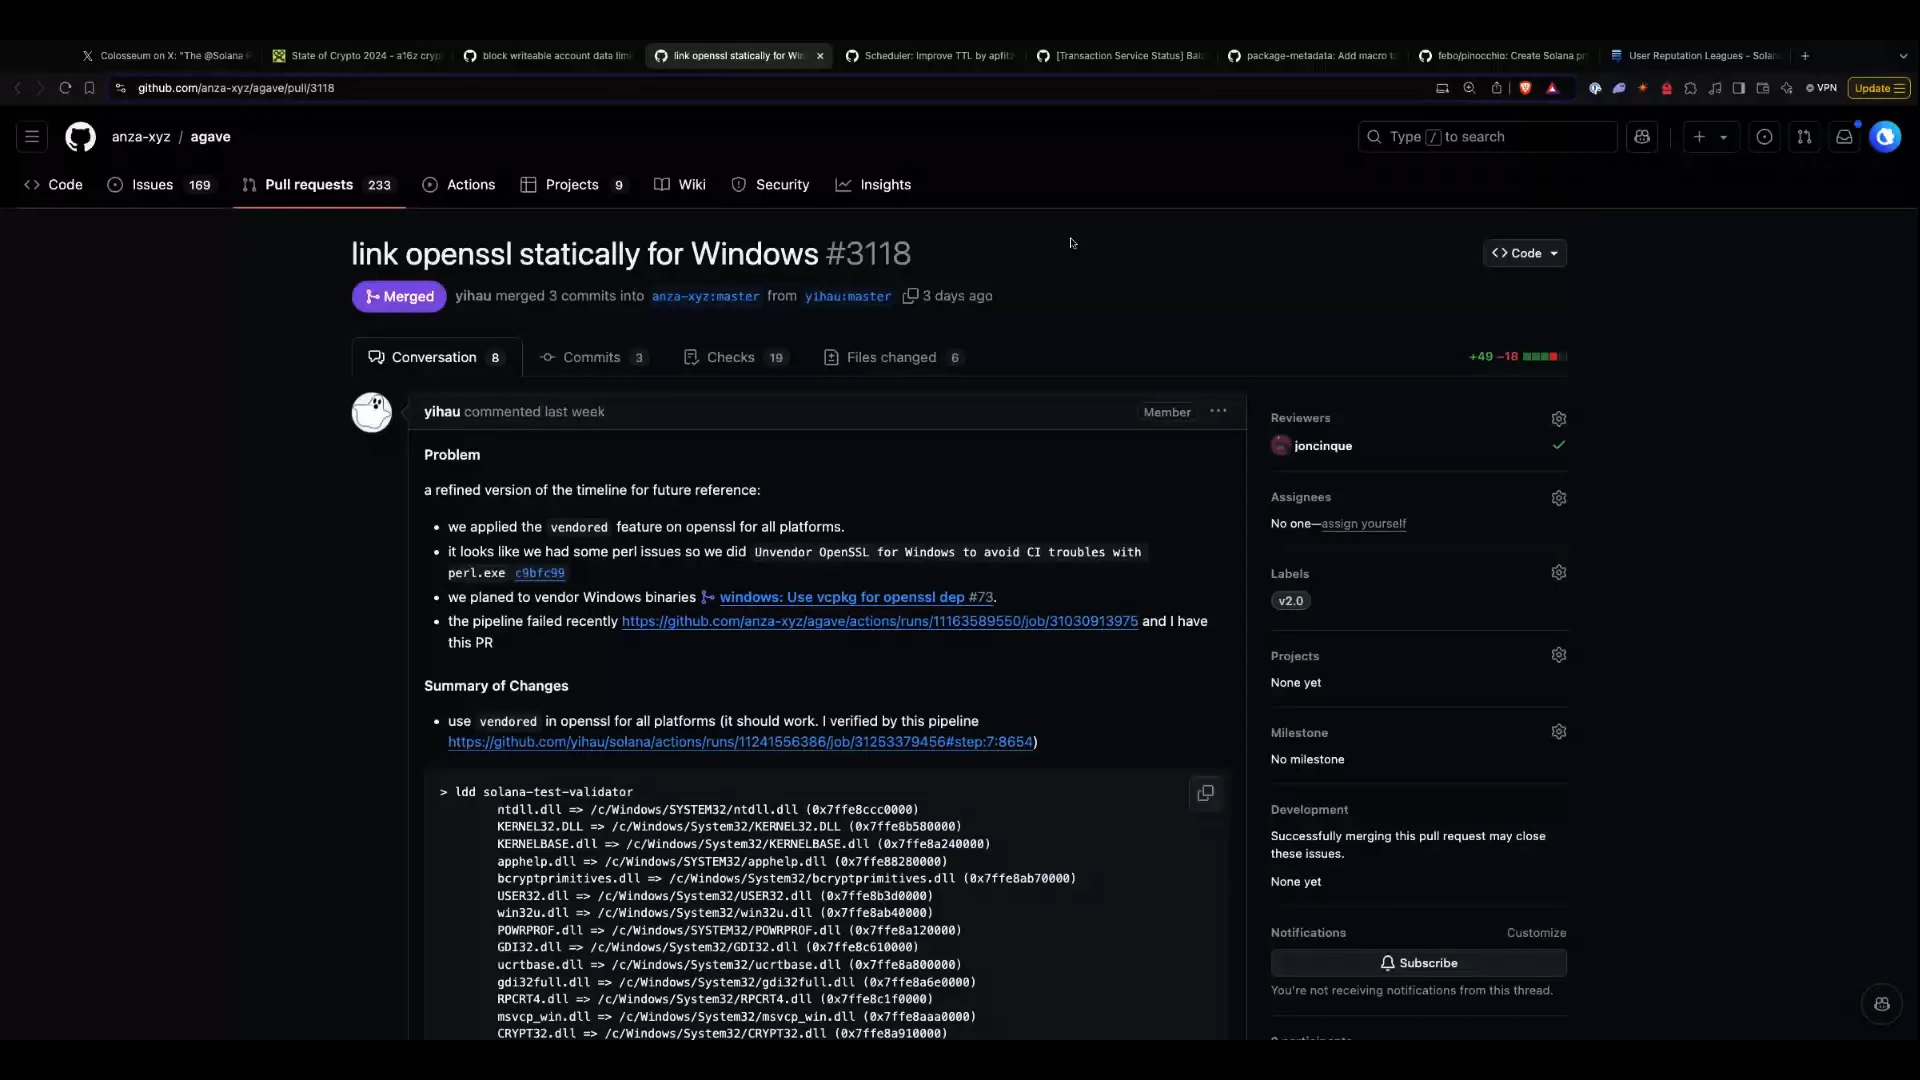 Colosseum on X: "The @Solana
State of Crypto 2024 - a16z cryp
block writeable account data lim
link openssl statically for Win
Scheduler: Improve TTL by apfitz
[Transaction Service Status] Bab
package-metadata: Add macro to
febo/pinocchio: Create Solana pr
User Reputation Leagues - Solan
github.com/anza-xyz/agave/pull/3118
VPN
Update
anza-xyz / agave
Type / to search
Code
Issues 169
Pull requests 233
Actions
Projects 9
Wiki
Security
Insights
link openssl statically for Windows #3118
Code
Merged
yihau merged 3 commits into anza-xyz:master from yihau:master 3 days ago
Conversation 8
Commits 3
Checks 19
Files changed 6
+49 −18
yihau commented last week
Member
Problem
a refined version of the timeline for future reference:
• we applied the vendored feature on openssl for all platforms.
• it looks like we had some perl issues so we did Unvendor OpenSSL for Windows to avoid CI troubles with
perl.exe c9bfc99
• we planed to vendor Windows binaries windows: Use vcpkg for openssl dep #73.
• the pipeline failed recently https://github.com/anza-xyz/agave/actions/runs/11163589550/job/31030913975 and I have
this PR
Summary of Changes
• use vendored in openssl for all platforms (it should work. I verified by this pipeline
https://github.com/yihau/solana/actions/runs/11241556386/job/31253379456#step:7:8654)
> ldd solana-test-validator
ntdll.dll => /c/Windows/SYSTEM32/ntdll.dll (0x7ffe8ccc0000)
KERNEL32.DLL => /c/Windows/System32/KERNEL32.DLL (0x7ffe8b580000)
KERNELBASE.dll => /c/Windows/System32/KERNELBASE.dll (0x7ffe8a240000)
apphelp.dll => /c/Windows/SYSTEM32/apphelp.dll (0x7ffe88280000)
bcryptprimitives.dll => /c/Windows/System32/bcryptprimitives.dll (0x7ffe8ab70000)
USER32.dll => /c/Windows/System32/USER32.dll (0x7ffe8b3d0000)
win32u.dll => /c/Windows/System32/win32u.dll (0x7ffe8ab40000)
POWRPROF.dll => /c/Windows/SYSTEM32/POWRPROF.dll (0x7ffe8a120000)
GDI32.dll => /c/Windows/System32/GDI32.dll (0x7ffe8c610000)
ucrtbase.dll => /c/Windows/System32/ucrtbase.dll (0x7ffe8a800000)
gdi32full.dll => /c/Windows/System32/gdi32full.dll (0x7ffe8a6e0000)
RPCRT4.dll => /c/Windows/System32/RPCRT4.dll (0x7ffe8c1f0000)
msvcp_win.dll => /c/Windows/System32/msvcp_win.dll (0x7ffe8aaa0000)
CRYPT32.dll => /c/Windows/System32/CRYPT32.dll (0x7ffe8a910000)
Reviewers
joncinque
Assignees
No one—assign yourself
Labels
v2.0
Projects
None yet
Milestone
No milestone
Development
Successfully merging this pull request may close
these issues.
None yet
Notifications
Customize
Subscribe
You're not receiving notifications from this thread.